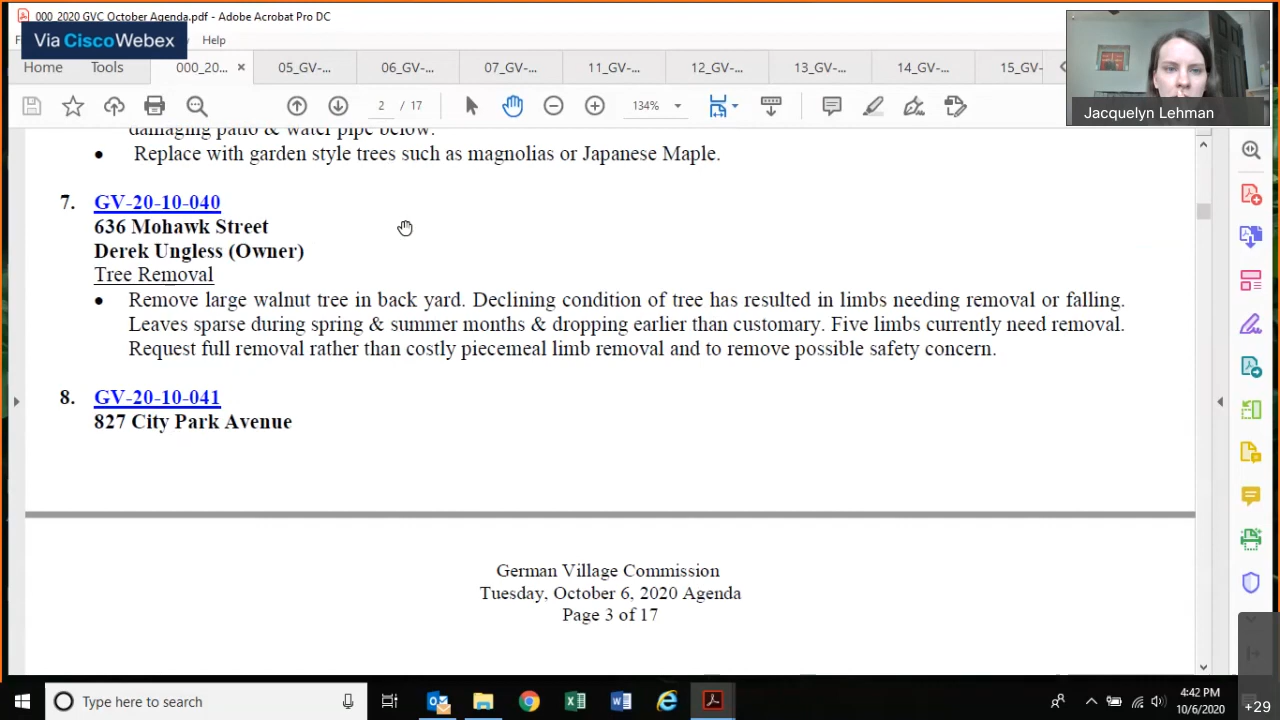 000_2020 GVC October Agenda.pdf - Adobe Acrobat Pro DC
Via Cisco Webex
Help
Home Tools 000_20... × 05_GV-... 06_GV-... 07_GV-... 11_GV-... 12_GV-... 13_GV-... 14_GV-... 15_GV-
2 / 17 134%
Jacquelyn Lehman
damaging patio & water pipe below.
• Replace with garden style trees such as magnolias or Japanese Maple.
7. GV-20-10-040
636 Mohawk Street
Derek Ungless (Owner)
Tree Removal
• Remove large walnut tree in back yard. Declining condition of tree has resulted in limbs needing removal or falling.
Leaves sparse during spring & summer months & dropping earlier than customary. Five limbs currently need removal.
Request full removal rather than costly piecemeal limb removal and to remove possible safety concern.
8. GV-20-10-041
827 City Park Avenue
German Village Commission
Tuesday, October 6, 2020 Agenda
Page 3 of 17
Type here to search
4:42 PM
10/6/2020
+29